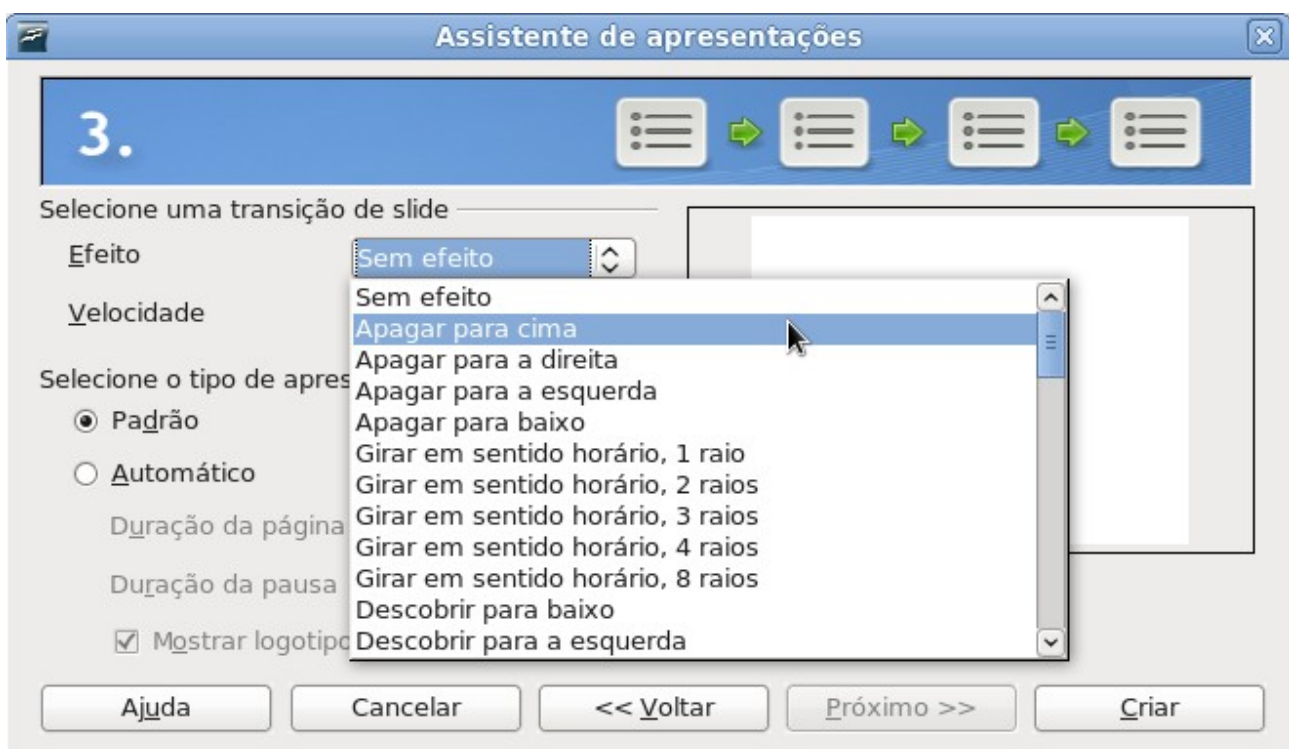 Assistente de apresentações
3.
Selecione uma transição de slide
Efeito
Sem efeito
Velocidade
Sem efeito
Apagar para cima
Apagar para a direita
Apagar para a esquerda
Apagar para baixo
Girar em sentido horário, 1 raio
Girar em sentido horário, 2 raios
Girar em sentido horário, 3 raios
Girar em sentido horário, 4 raios
Girar em sentido horário, 8 raios
Descobrir para baixo
Descobrir para a esquerda
Selecione o tipo de apres
Padrão
Automático
Duração da página
Duração da pausa
Mostrar logotipo
Ajuda
Cancelar
<< Voltar
Próximo >>
Criar